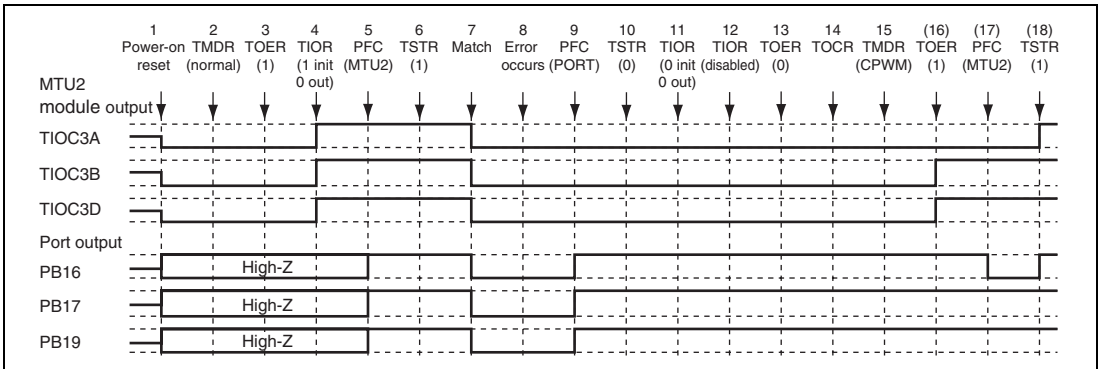 1 2 3 4 5 6 7 8 9 10 11 12 13 14 15 (16) (17) (18)
Power-on TMDR TOER TIOR PFC TSTR Match Error PFC TSTR TIOR TIOR TOER TOCR TMDR TOER PFC TSTR
reset (normal) (1) (1 init (MTU2) (1) occurs (PORT) (0) (0 init (disabled) (0) (CPWM) (1) (MTU2) (1)
0 out) 0 out)
MTU2
module output
TIOC3A
TIOC3B
TIOC3D
Port output
PB16 High-Z
PB17 High-Z
PB19 High-Z